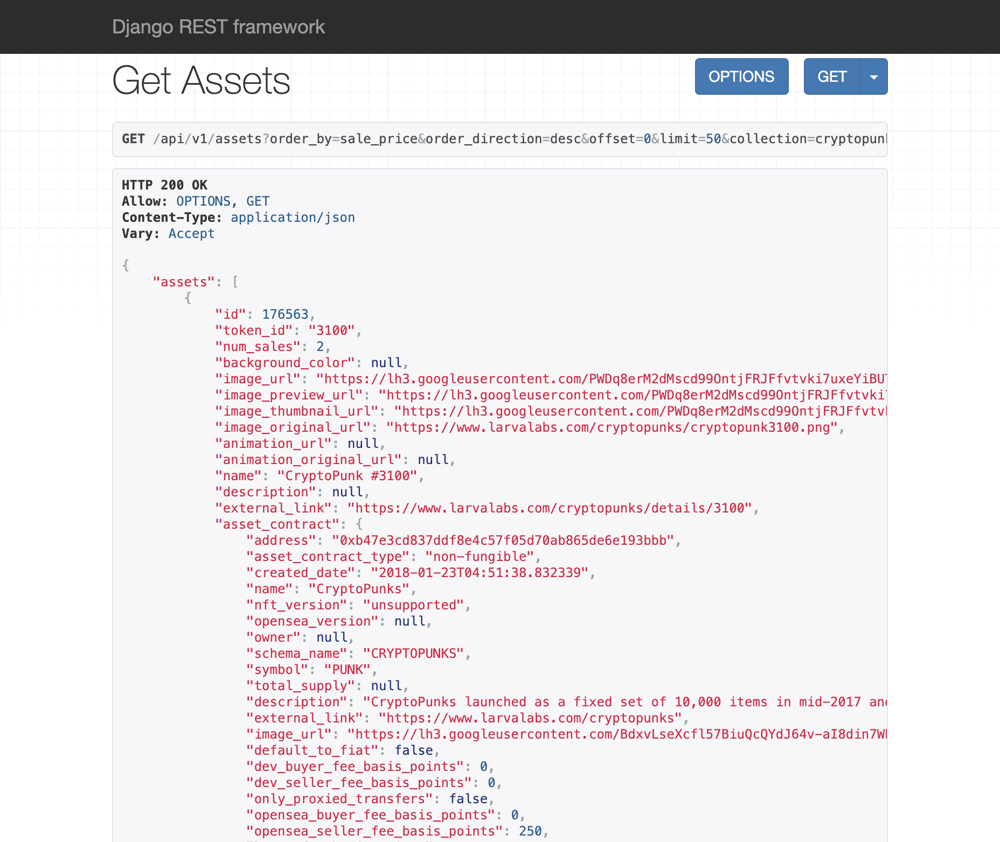 Django REST framework
Get Assets
OPTIONS
GET
GET /api/v1/assets?order_by=sale_price&order_direction=desc&offset=0&limit=50&collection=cryptopun
HTTP 200 OK
Allow: OPTIONS, GET
Content-Type: application/json
Vary: Accept
{
"assets": [
{
"id": 176563,
"token_id": "3100",
"num_sales": 2,
"background_color": null,
"image_url": "https://lh3.googleusercontent.com/PWDq8erM2dMscd99OntjFRJFfvtvki7uxeYiBU
"image_preview_url": "https://lh3.googleusercontent.com/PWDq8erM2dMscd99OntjFRJFfvtvki
"image_thumbnail_url": "https://lh3.googleusercontent.com/PWDq8erM2dMscd99OntjFRJFfvtv
"image_original_url": "https://www.larvalabs.com/cryptopunks/cryptopunk3100.png",
"animation_url": null,
"animation_original_url": null,
"name": "CryptoPunk #3100",
"description": null,
"external_link": "https://www.larvalabs.com/cryptopunks/details/3100",
"asset_contract": {
"address": "0xb47e3cd837ddf8e4c57f05d70ab865de6e193bbb",
"asset_contract_type": "non-fungible",
"created_date": "2018-01-23T04:51:38.832339",
"name": "CryptoPunks",
"nft_version": "unsupported",
"opensea_version": null,
"owner": null,
"schema_name": "CRYPTOPUNKS",
"symbol": "PUNK",
"total_supply": null,
"description": "CryptoPunks launched as a fixed set of 10,000 items in mid-2017 an
"external_link": "https://www.larvalabs.com/cryptopunks",
"image_url": "https://lh3.googleusercontent.com/BdxvLseXcfl57BiuQcQYdJ64v-aI8din7W
"default_to_fiat": false,
"dev_buyer_fee_basis_points": 0,
"dev_seller_fee_basis_points": 0,
"only_proxied_transfers": false,
"opensea_buyer_fee_basis_points": 0,
"opensea_seller_fee_basis_points": 250,